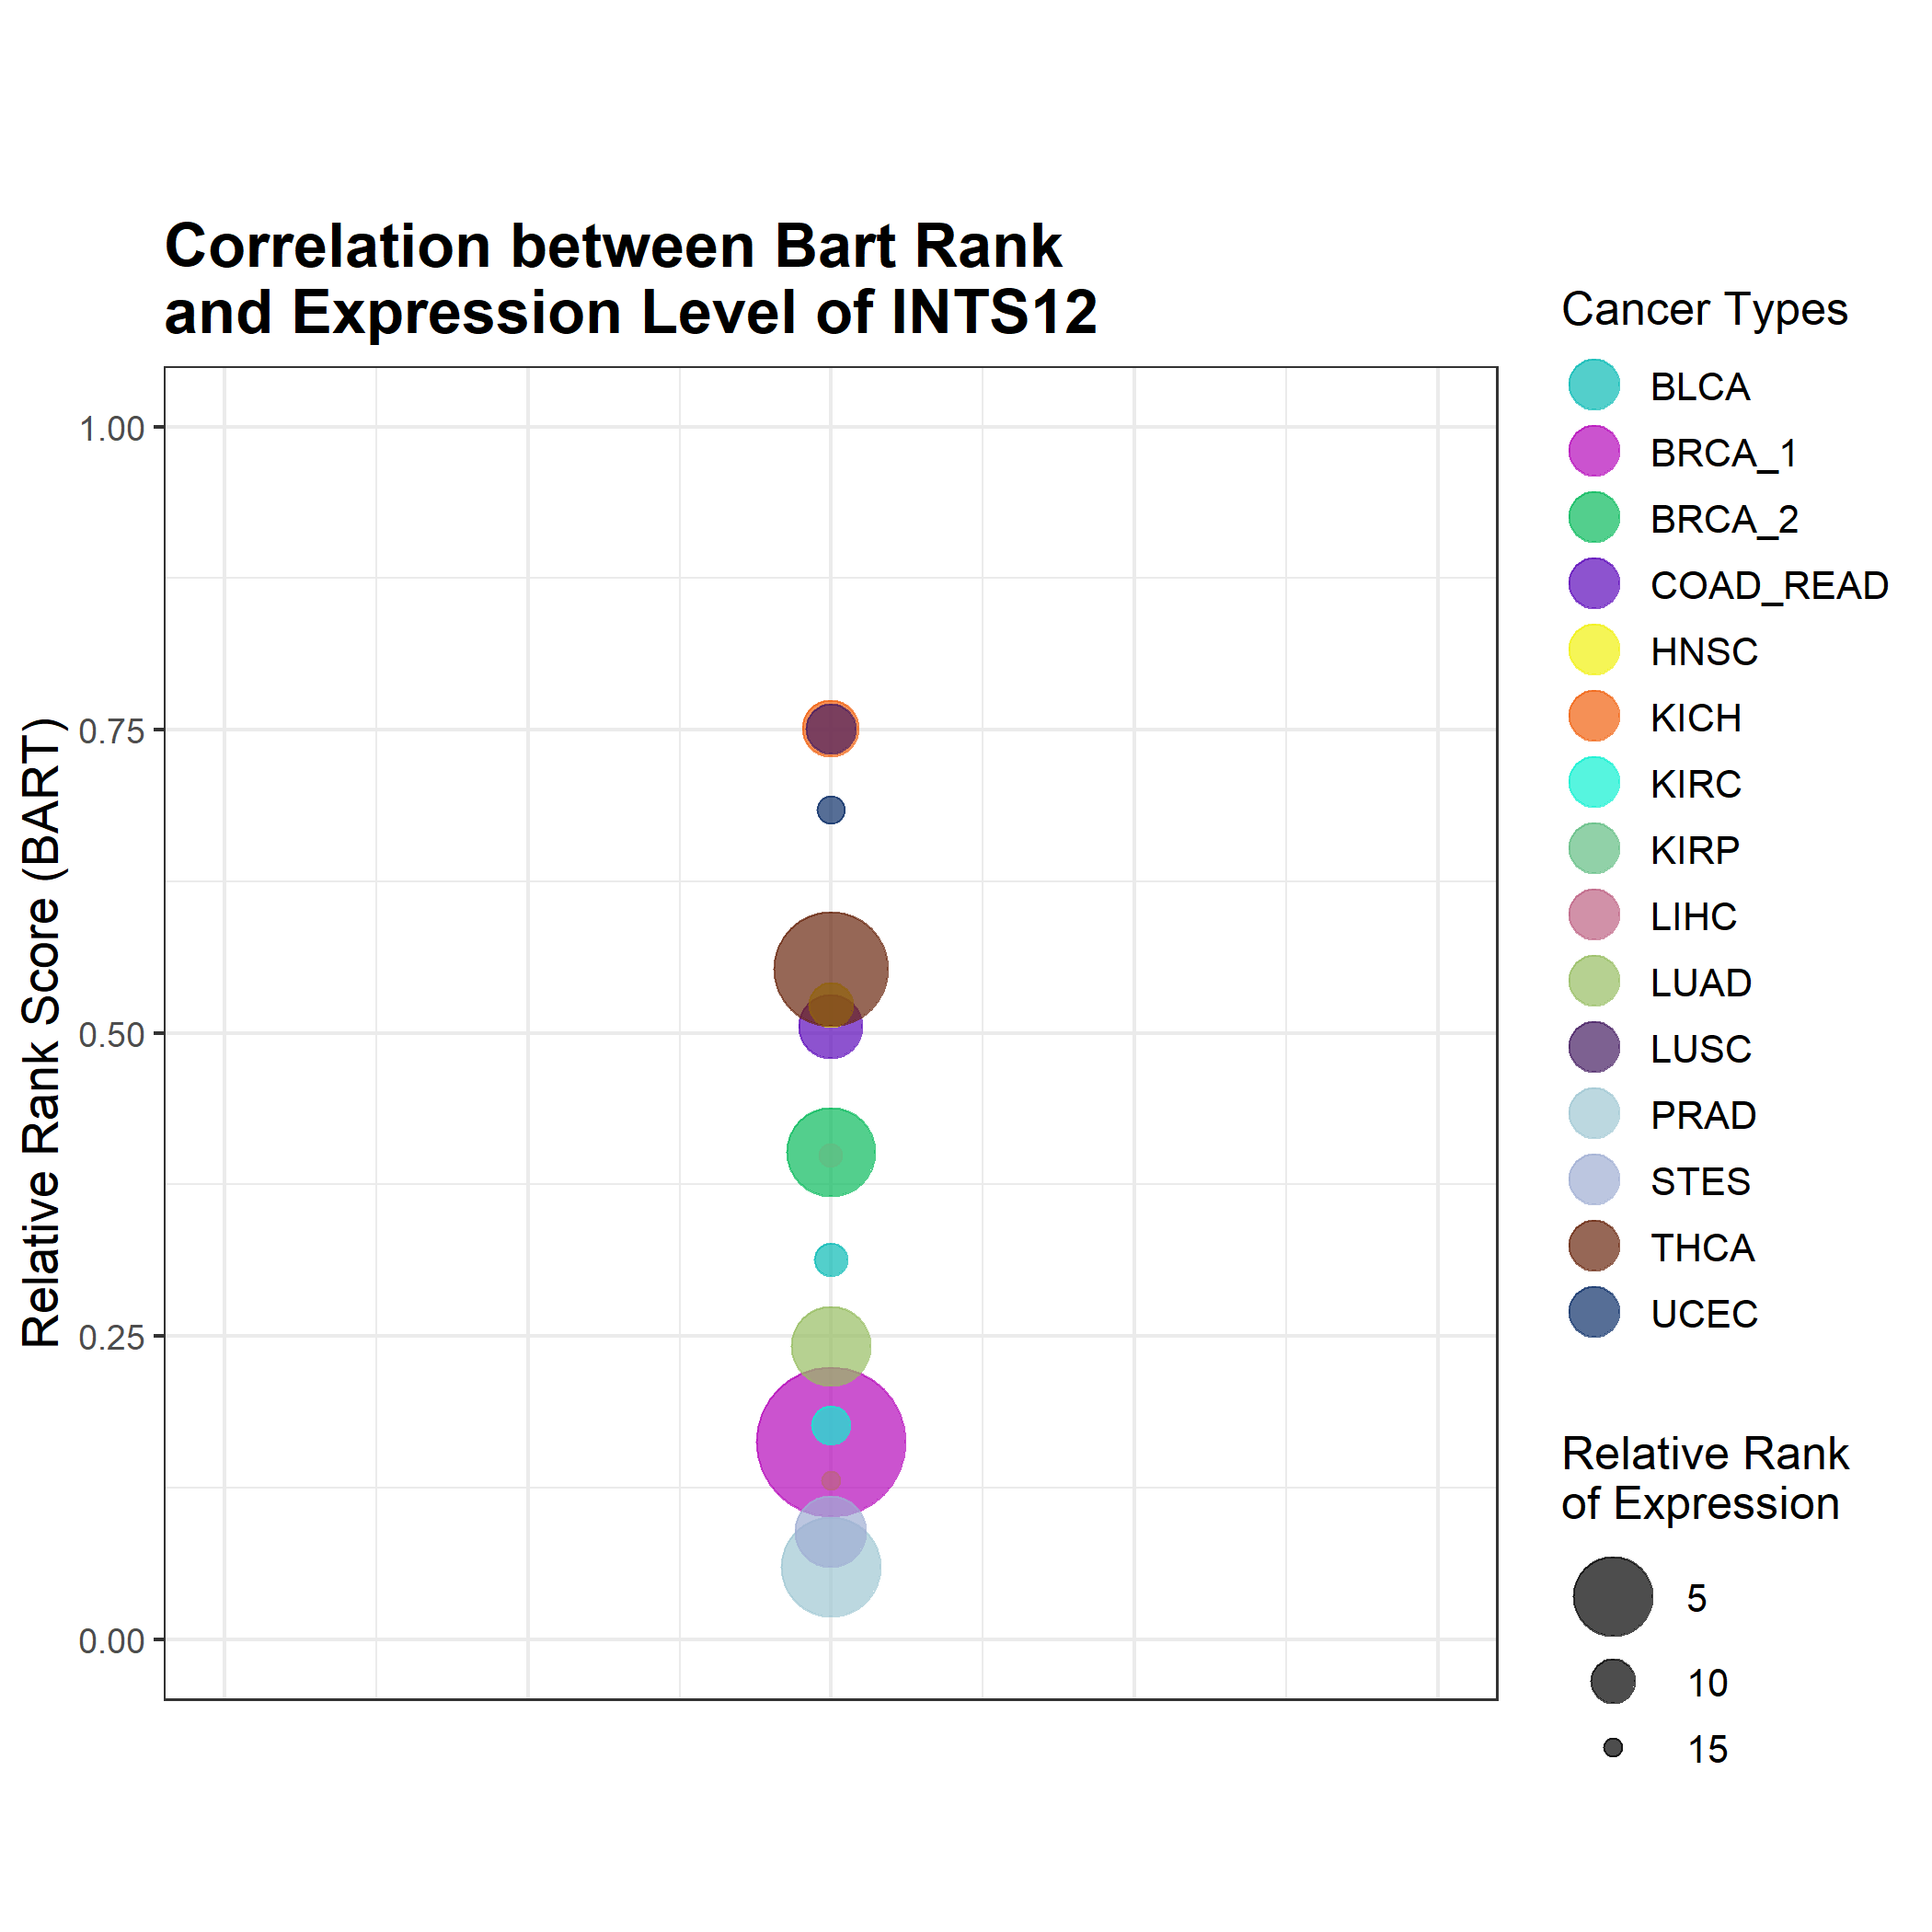 Correlation between Bart Rank
and Expression Level of INTS12
Relative Rank Score (BART)
1.00
0.75
0.50
0.25
0.00
Cancer Types
BLCA
BRCA_1
BRCA_2
COAD_READ
HNSC
KICH
KIRC
KIRP
LIHC
LUAD
LUSC
PRAD
STES
THCA
UCEC
Relative Rank
of Expression
5
10
15